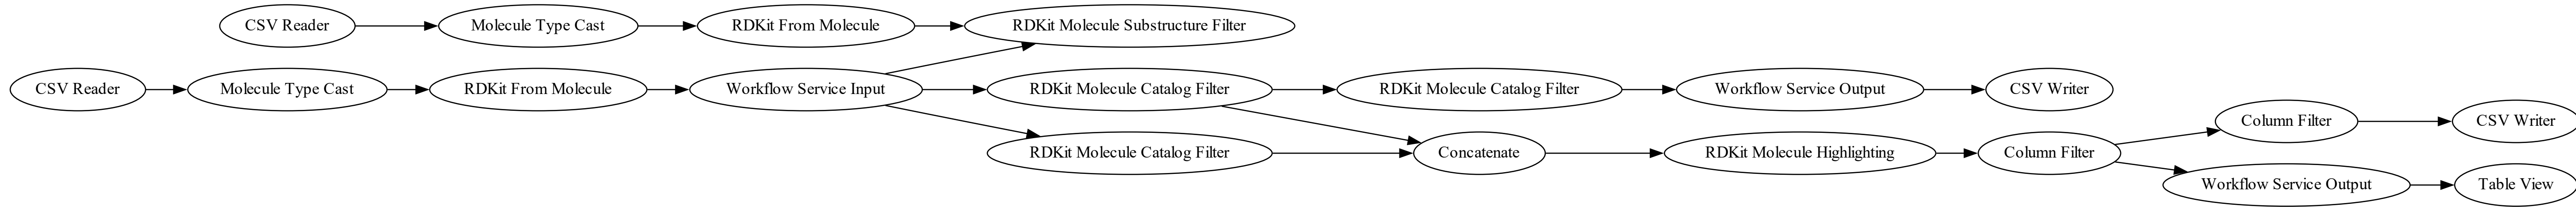 CSV Reader
Molecule Type Cast
RDKit From Molecule
RDKit Molecule Substructure Filter
CSV Reader
Molecule Type Cast
RDKit From Molecule
Workflow Service Input
RDKit Molecule Catalog Filter
RDKit Molecule Catalog Filter
Workflow Service Output
CSV Writer
Column Filter
CSV Writer
RDKit Molecule Catalog Filter
Concatenate
RDKit Molecule Highlighting
Column Filter
Workflow Service Output
Table View